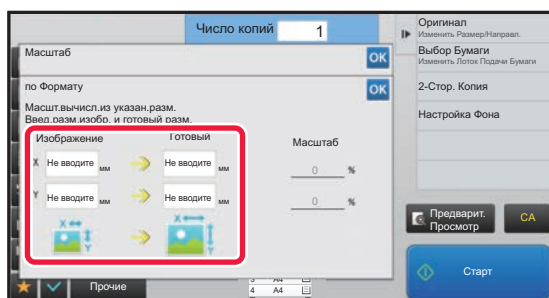 Число копий 1
Масштаб OK
по Формату OK
Масшт.вычисл.из указан.разм.
Введ.разм.изобр. и готовый разм.
Изображение Готовый
Масштаб
X Не вводите мм Не вводите мм 0 %
Y Не вводите мм Не вводите мм 0 %
X Y X Y
Прочие
4 A4
Оригинал
Изменить Размер/Направл.
Выбор Бумаги
Изменить Лоток Подачи Бумаги
2-Стор. Копия
Настройка Фона
Предварит.
Просмотр
CA
Старт